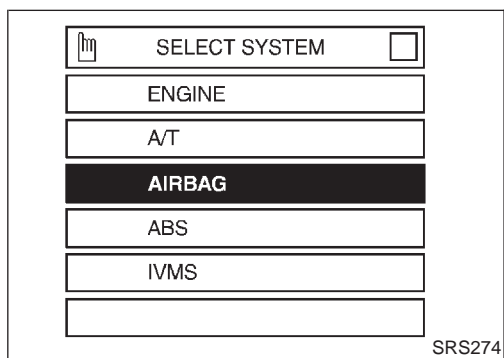 SELECT SYSTEM
ENGINE
A/T
AIRBAG
ABS
IVMS
SRS274